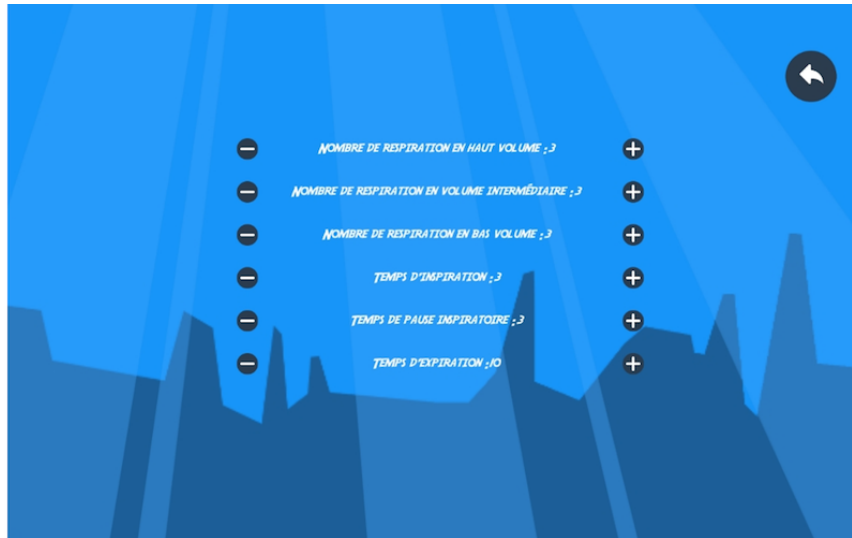 Nombre de respiration en haut volume : 3
Nombre de respiration en volume intermédiaire : 3
Nombre de respiration en bas volume : 3
Temps d'inspiration : 3
Temps de pause inspiratoire : 3
Temps d'expiration :10